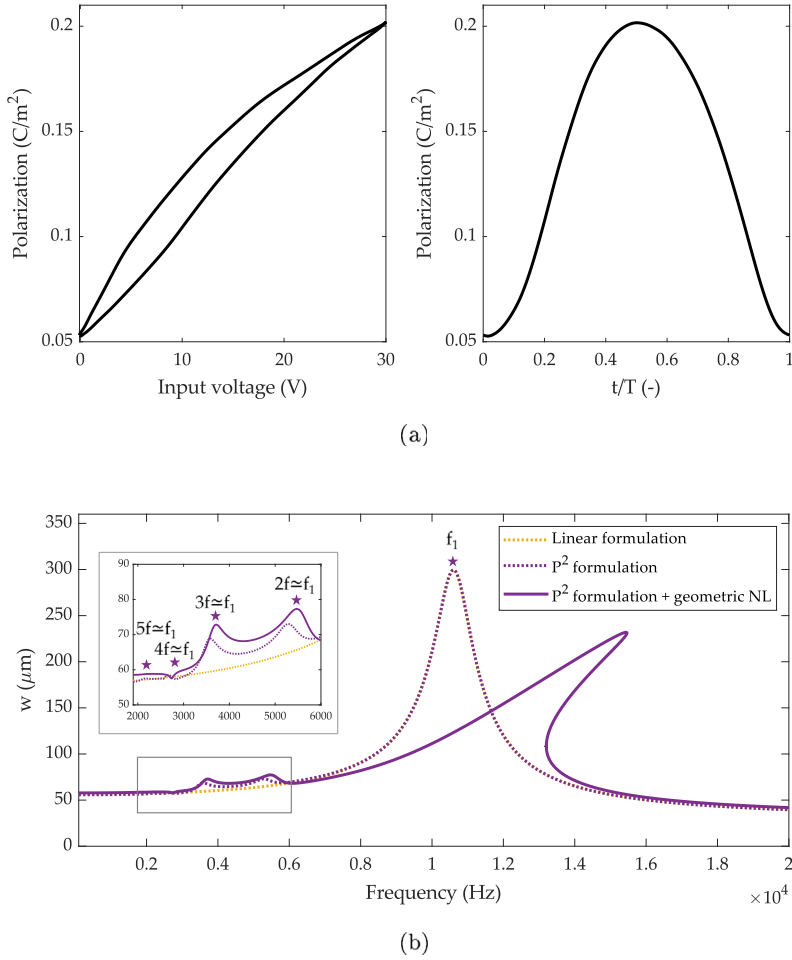 0.2
0.15
0.1
0.05
Polarization (C/m²)
0
10
20
30
Input voltage (V)
0.2
0.15
0.1
0.05
Polarization (C/m²)
0
0.2
0.4
0.6
0.8
1
t/T (-)
(a)
350
300
250
200
150
100
50
0
w (μm)
f₁
Linear formulation
P² formulation
P² formulation + geometric NL
90
80
70
60
50
5f≃f₁
4f≃f₁
3f≃f₁
2f≃f₁
2000
3000
4000
5000
6000
0.2
0.4
0.6
0.8
1
1.2
1.4
1.6
1.8
2
Frequency (Hz)
×10⁴
(b)